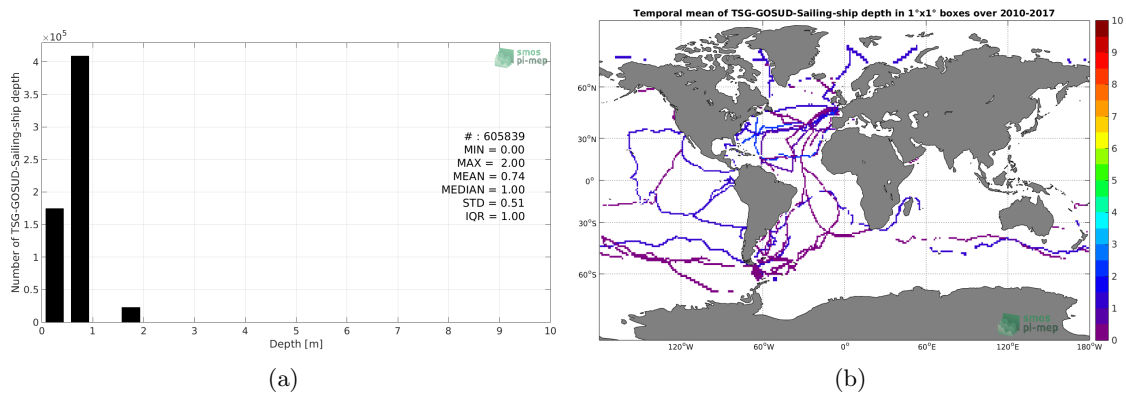 ×10⁵
4
3.5
3
2.5
2
1.5
1
0.5
0
Number of TSG-GOSUD-Sailing-ship depth
0 1 2 3 4 5 6 7 8 9 10
Depth [m]
smos
pi-mep
# : 605839
MIN = 0.00
MAX = 2.00
MEAN = 0.74
MEDIAN = 1.00
STD = 0.51
IQR = 1.00
(a)
Temporal mean of TSG-GOSUD-Sailing-ship depth in 1°x1° boxes over 2010-2017
60°N
30°N
0°
30°S
60°S
120°W 60°W 0° 60°E 120°E 180°W
smos
pi-mep
10
9
8
7
6
5
4
3
2
1
0
(b)